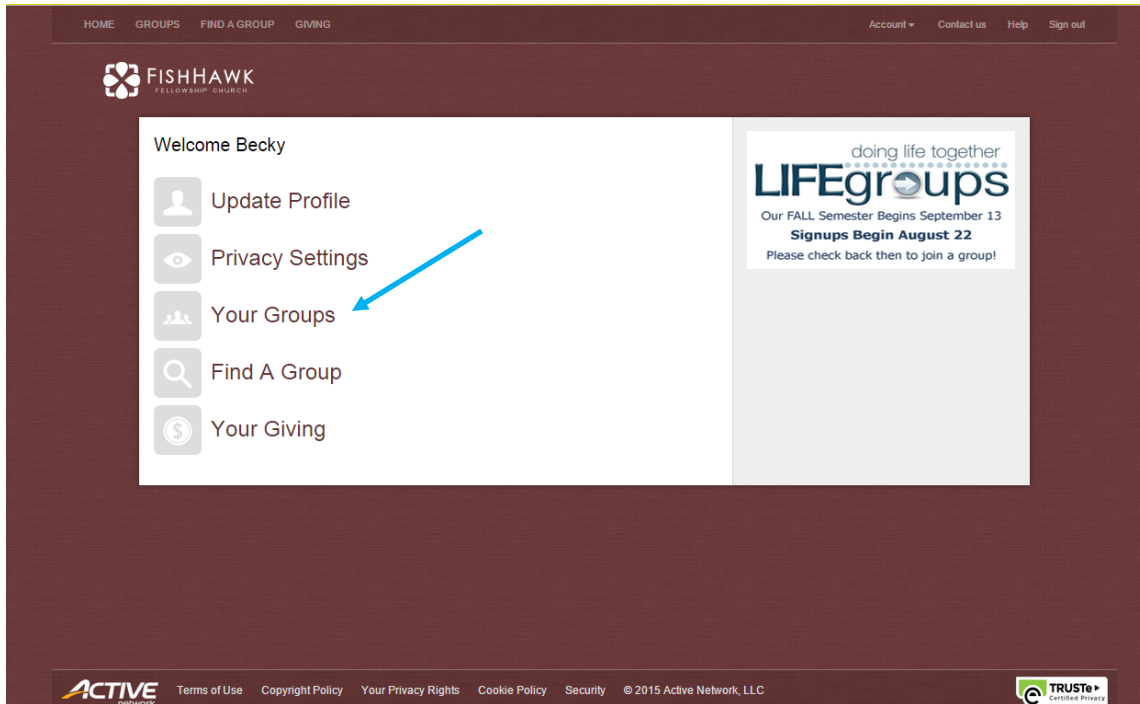 HOME GROUPS FIND A GROUP GIVING Account Contact us Help Sign out
FISHHAWK
FELLOWSHIP CHURCH
Welcome Becky
Update Profile
Privacy Settings
Your Groups
Find A Group
Your Giving
doing life together
LIFEgroups
Our FALL Semester Begins September 13
Signups Begin August 22
Please check back then to join a group!
ACTIVE
network
Terms of Use Copyright Policy Your Privacy Rights Cookie Policy Security © 2015 Active Network, LLC
TRUSTe
Certified Privacy